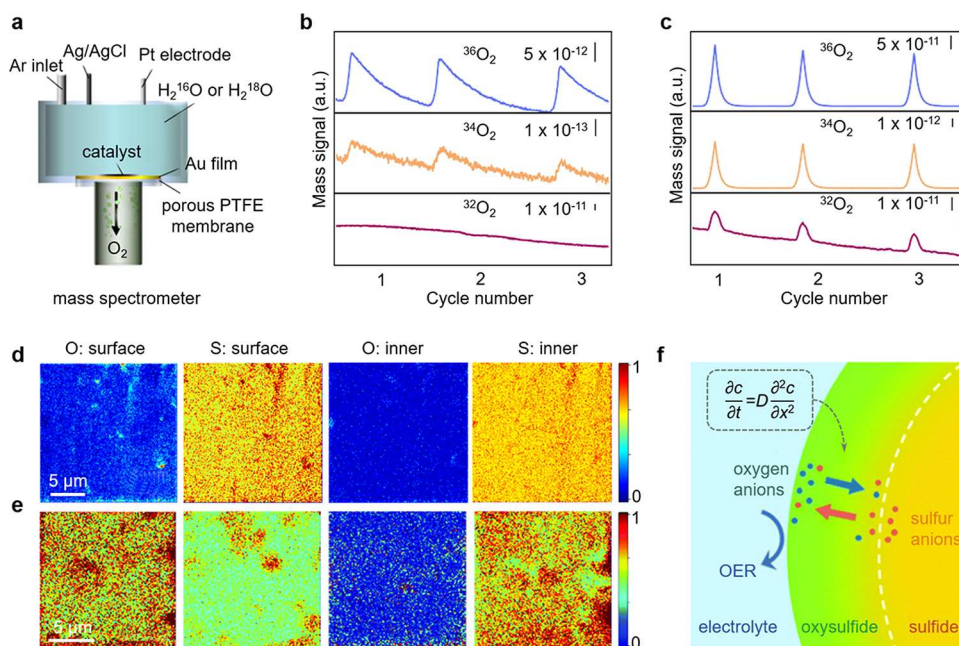 a
Ag/AgCl
Ar inlet
Pt electrode
H₂¹⁶O or H₂¹⁸O
catalyst
Au film
porous PTFE
membrane
O₂
mass spectrometer
b
Mass signal (a.u.)
³⁶O₂ 5 x 10⁻¹²
³⁴O₂ 1 x 10⁻¹³
³²O₂ 1 x 10⁻¹¹
1 2 3
Cycle number
c
Mass signal (a.u.)
³⁶O₂ 5 x 10⁻¹¹
³⁴O₂ 1 x 10⁻¹²
³²O₂ 1 x 10⁻¹¹
1 2 3
Cycle number
d
O: surface S: surface O: inner S: inner
5 μm
1
0
e
5 μm
1
0
f
∂c/∂t=D ∂²c/∂x²
oxygen
anions
sulfur
anions
OER
electrolyte oxysulfide sulfide